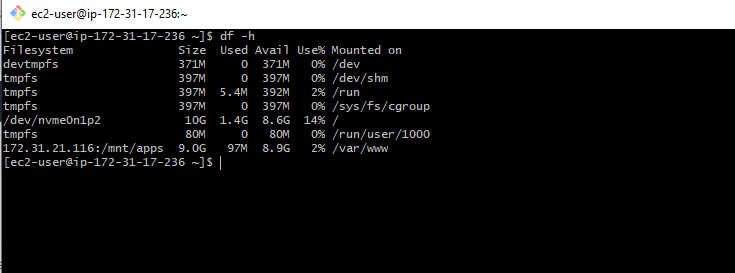 ec2-user@ip-172-31-17-236:~
[ec2-user@ip-172-31-17-236 ~]$ df -h
Filesystem                Size  Used Avail Use% Mounted on
devtmpfs                  371M     0  371M   0% /dev
tmpfs                     397M     0  397M   0% /dev/shm
tmpfs                     397M  5.4M  392M   2% /run
tmpfs                     397M     0  397M   0% /sys/fs/cgroup
/dev/nvme0n1p2             10G  1.4G  8.6G  14% /
tmpfs                      80M     0   80M   0% /run/user/1000
172.31.21.116:/mnt/apps   9.0G   97M  8.9G   2% /var/www
[ec2-user@ip-172-31-17-236 ~]$